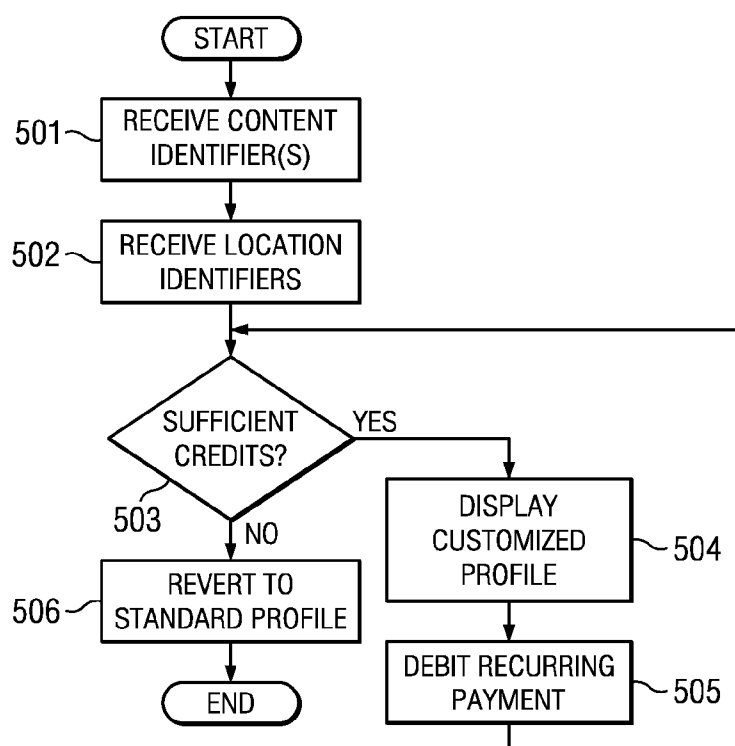 START
501
RECEIVE CONTENT
IDENTIFIER(S)
502
RECEIVE LOCATION
IDENTIFIERS
SUFFICIENT
CREDITS?
YES
503
NO
DISPLAY
CUSTOMIZED
PROFILE
504
506
REVERT TO
STANDARD PROFILE
DEBIT RECURRING
PAYMENT
505
END